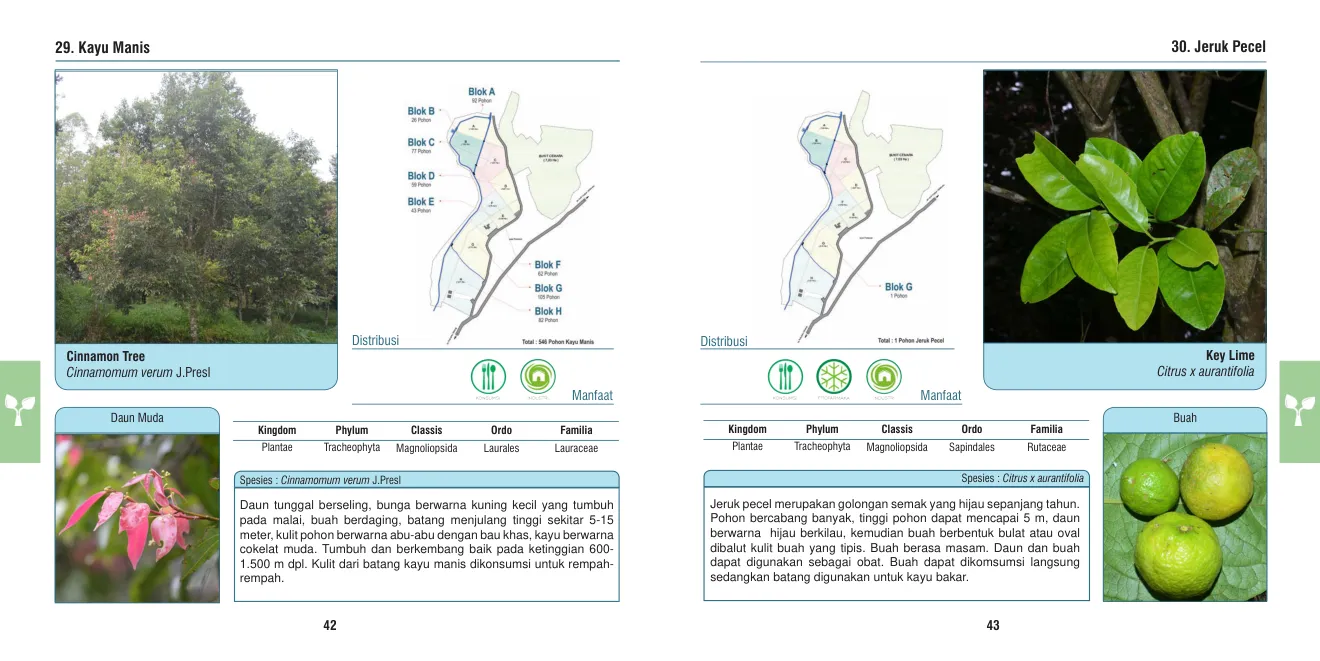 29. Kayu Manis
Blok A
92 Pohon
Blok B
26 Pohon
Blok C
77 Pohon
Blok D
59 Pohon
Blok E
43 Pohon
Blok F
62 Pohon
Blok G
105 Pohon
Blok H
82 Pohon
Distribusi
Total : 546 Pohon Kayu Manis
Cinnamon Tree
Cinnamomum verum J.Presl
KONSUMSI
INDUSTRI
Manfaat
Daun Muda
Kingdom Phylum Classis Ordo Familia
Plantae Tracheophyta Magnoliopsida Laurales Lauraceae
Spesies : Cinnamomum verum J.Presl
Daun tunggal berseling, bunga berwarna kuning kecil yang tumbuh
pada malai, buah berdaging, batang menjulang tinggi sekitar 5-15
meter, kulit pohon berwarna abu-abu dengan bau khas, kayu berwarna
cokelat muda. Tumbuh dan berkembang baik pada ketinggian 600-
1.500 m dpl. Kulit dari batang kayu manis dikonsumsi untuk rempah-
rempah.
42
30. Jeruk Pecel
Blok G
1 Pohon
Distribusi
Total : 1 Pohon Jeruk Pecel
Key Lime
Citrus x aurantifolia
KONSUMSI
FITOFARMAKA
INDUSTRI
Manfaat
Kingdom Phylum Classis Ordo Familia
Plantae Tracheophyta Magnoliopsida Sapindales Rutaceae
Buah
Spesies : Citrus x aurantifolia
Jeruk pecel merupakan golongan semak yang hijau sepanjang tahun.
Pohon bercabang banyak, tinggi pohon dapat mencapai 5 m, daun
berwarna hijau berkilau, kemudian buah berbentuk bulat atau oval
dibalut kulit buah yang tipis. Buah berasa masam. Daun dan buah
dapat digunakan sebagai obat. Buah dapat dikomsumsi langsung
sedangkan batang digunakan untuk kayu bakar.
43